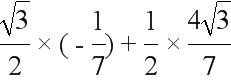 √3/2 × ( - 1/7) + 1/2 × 4√3/7